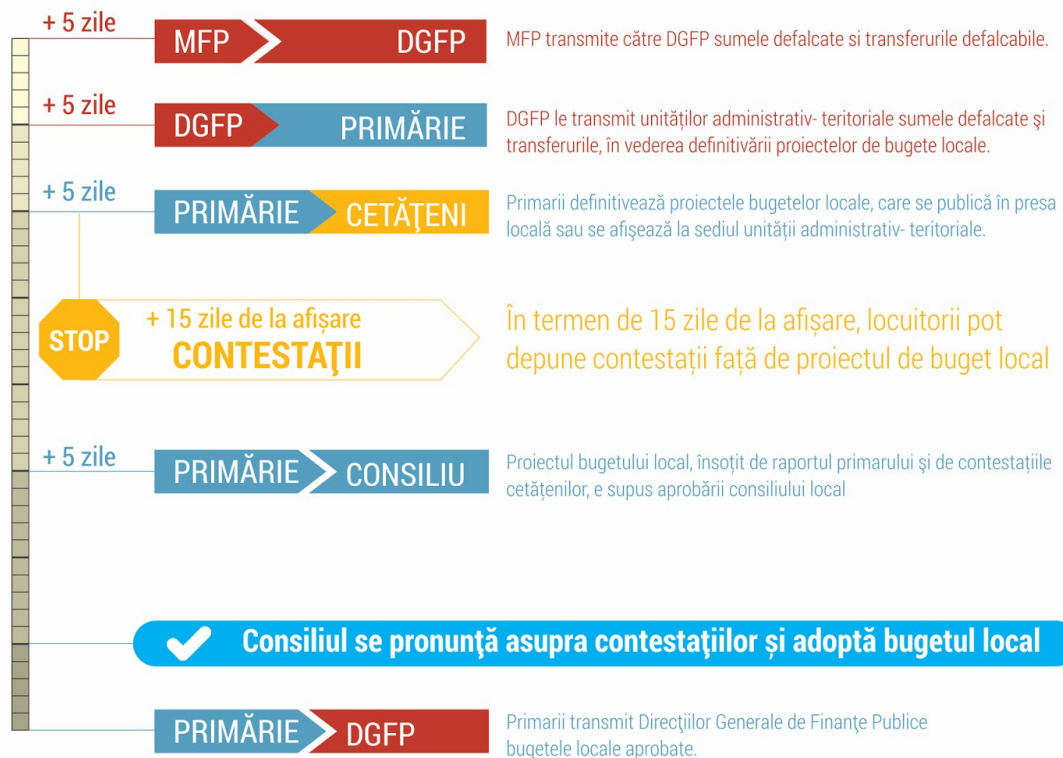 + 5 zile
MFP DGFP
MFP transmite către DGFP sumele defalcate si transferurile defalcabile.
+ 5 zile
DGFP PRIMĂRIE
DGFP le transmit unităților administrativ- teritoriale sumele defalcate şi
transferurile, în vederea definitivării proiectelor de bugete locale.
+ 5 zile
PRIMĂRIE CETĂŢENI
Primarii definitivează proiectele bugetelor locale, care se publică în presa
locală sau se afişează la sediul unității administrativ- teritoriale.
STOP
+ 15 zile de la afișare
CONTESTAŢII
În termen de 15 zile de la afișare, locuitorii pot
depune contestații față de proiectul de buget local
+ 5 zile
PRIMĂRIE CONSILIU
Proiectul bugetului local, însoțit de raportul primarului şi de contestațiile
cetățenilor, e supus aprobării consiliului local
Consiliul se pronunţă asupra contestaţiilor și adoptă bugetul local
PRIMĂRIE DGFP
Primarii transmit Direcţiilor Generale de Finanţe Publice
bugetele locale aprobate.